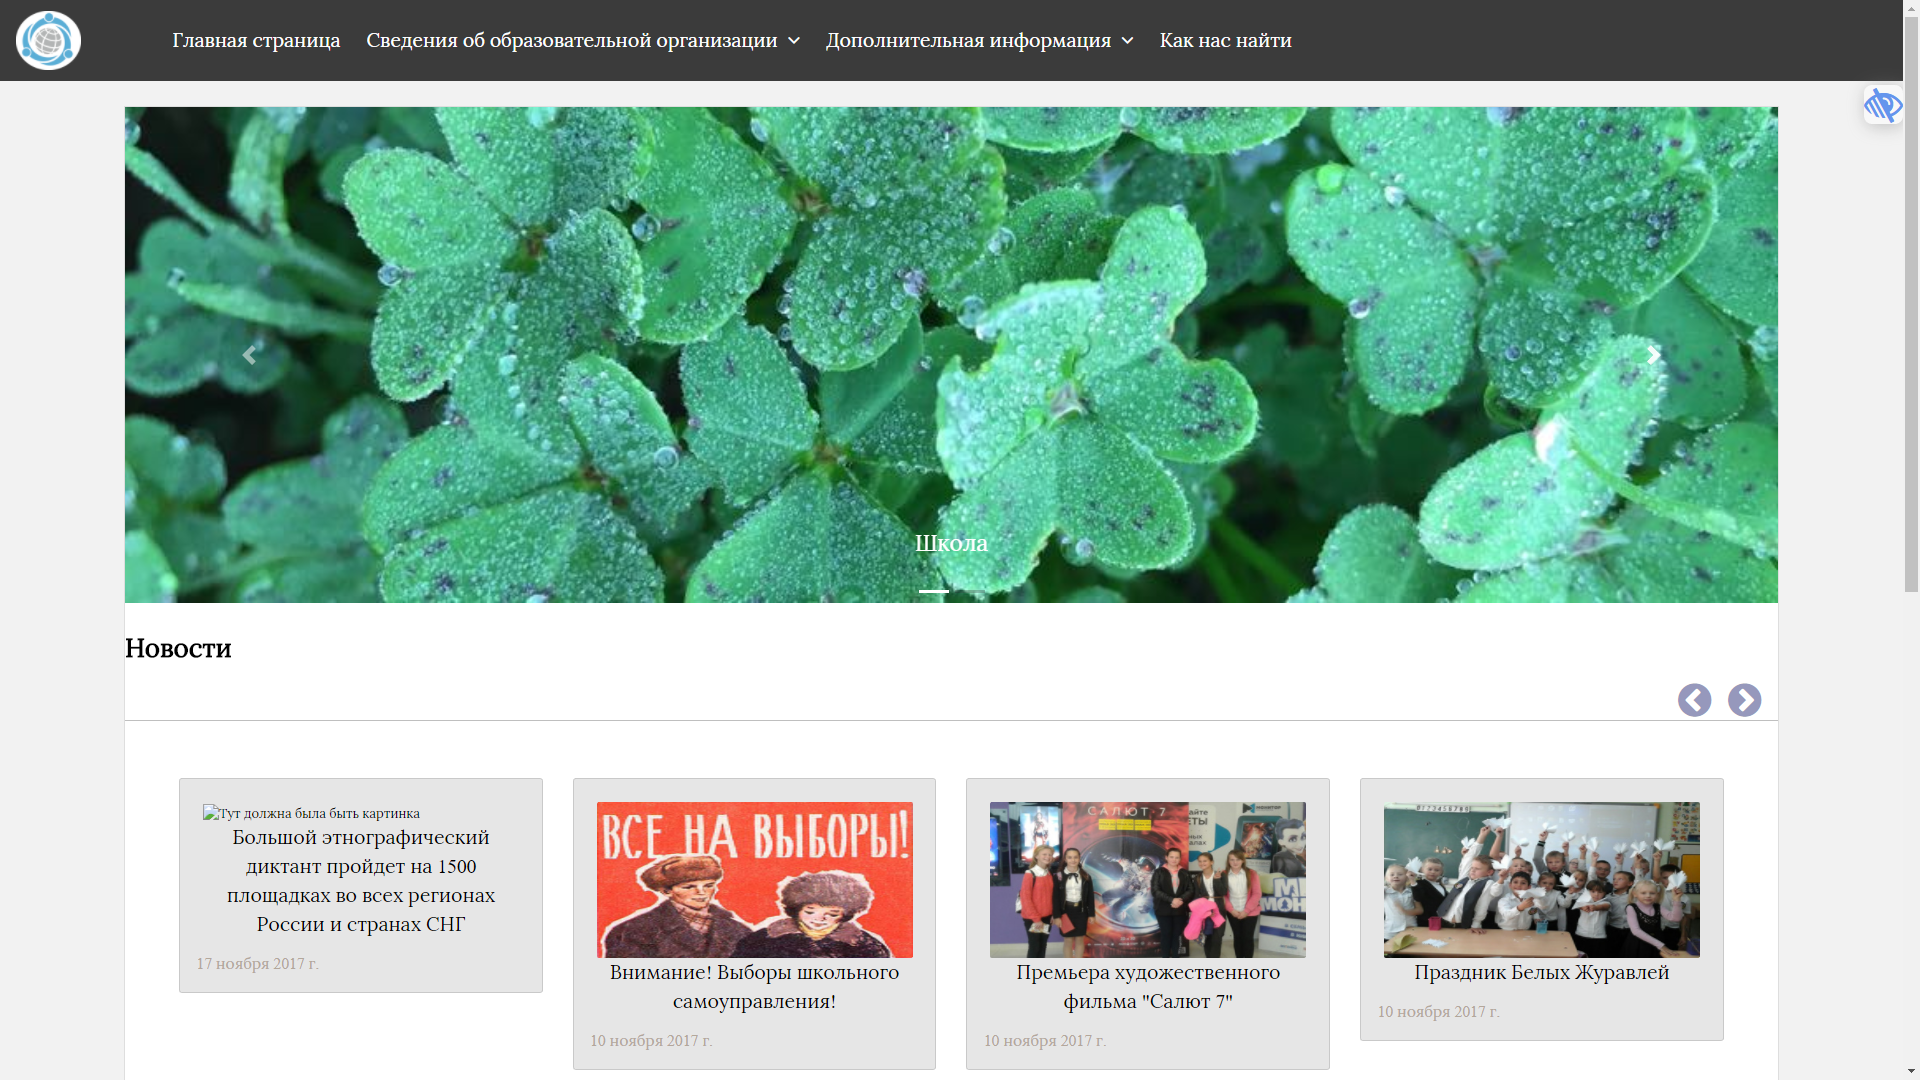 Главная страница
Сведения об образовательной организации
Дополнительная информация
Как нас найти
Школа
Новости
Тут должна была быть картинка
Большой этнографический
диктант пройдет на 1500
площадках во всех регионах
России и странах СНГ
17 ноября 2017 г.
ВСЕ НА ВЫБОРЫ!
Внимание! Выборы школьного
самоуправления!
10 ноября 2017 г.
САЛЮТ·7
Премьера художественного
фильма "Салют 7"
10 ноября 2017 г.
Праздник Белых Журавлей
10 ноября 2017 г.